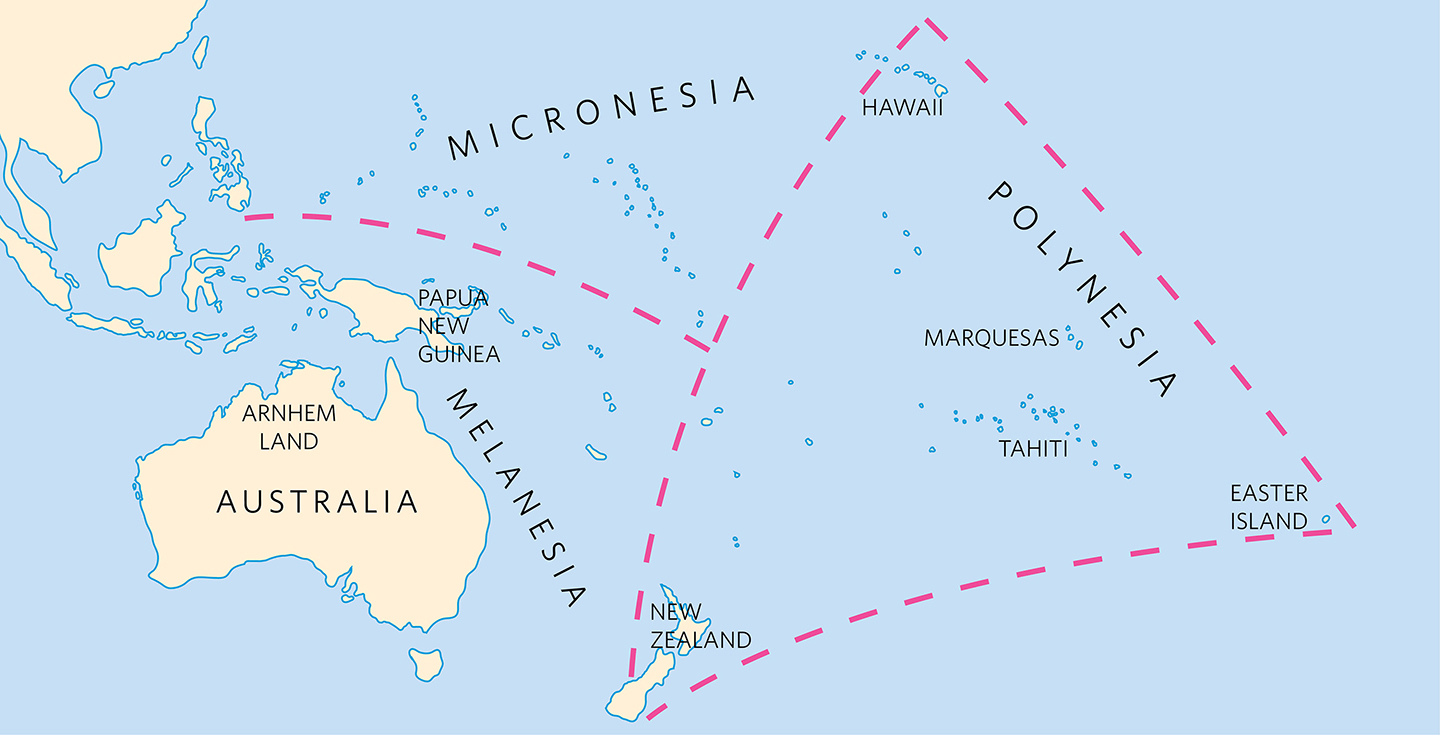 MICRONESIA
HAWAII
POLYNESIA
PAPUA
NEW
GUINEA
MARQUESAS
MELANESIA
ARNHEM
LAND
TAHITI
AUSTRALIA
EASTER
ISLAND
NEW
ZEALAND